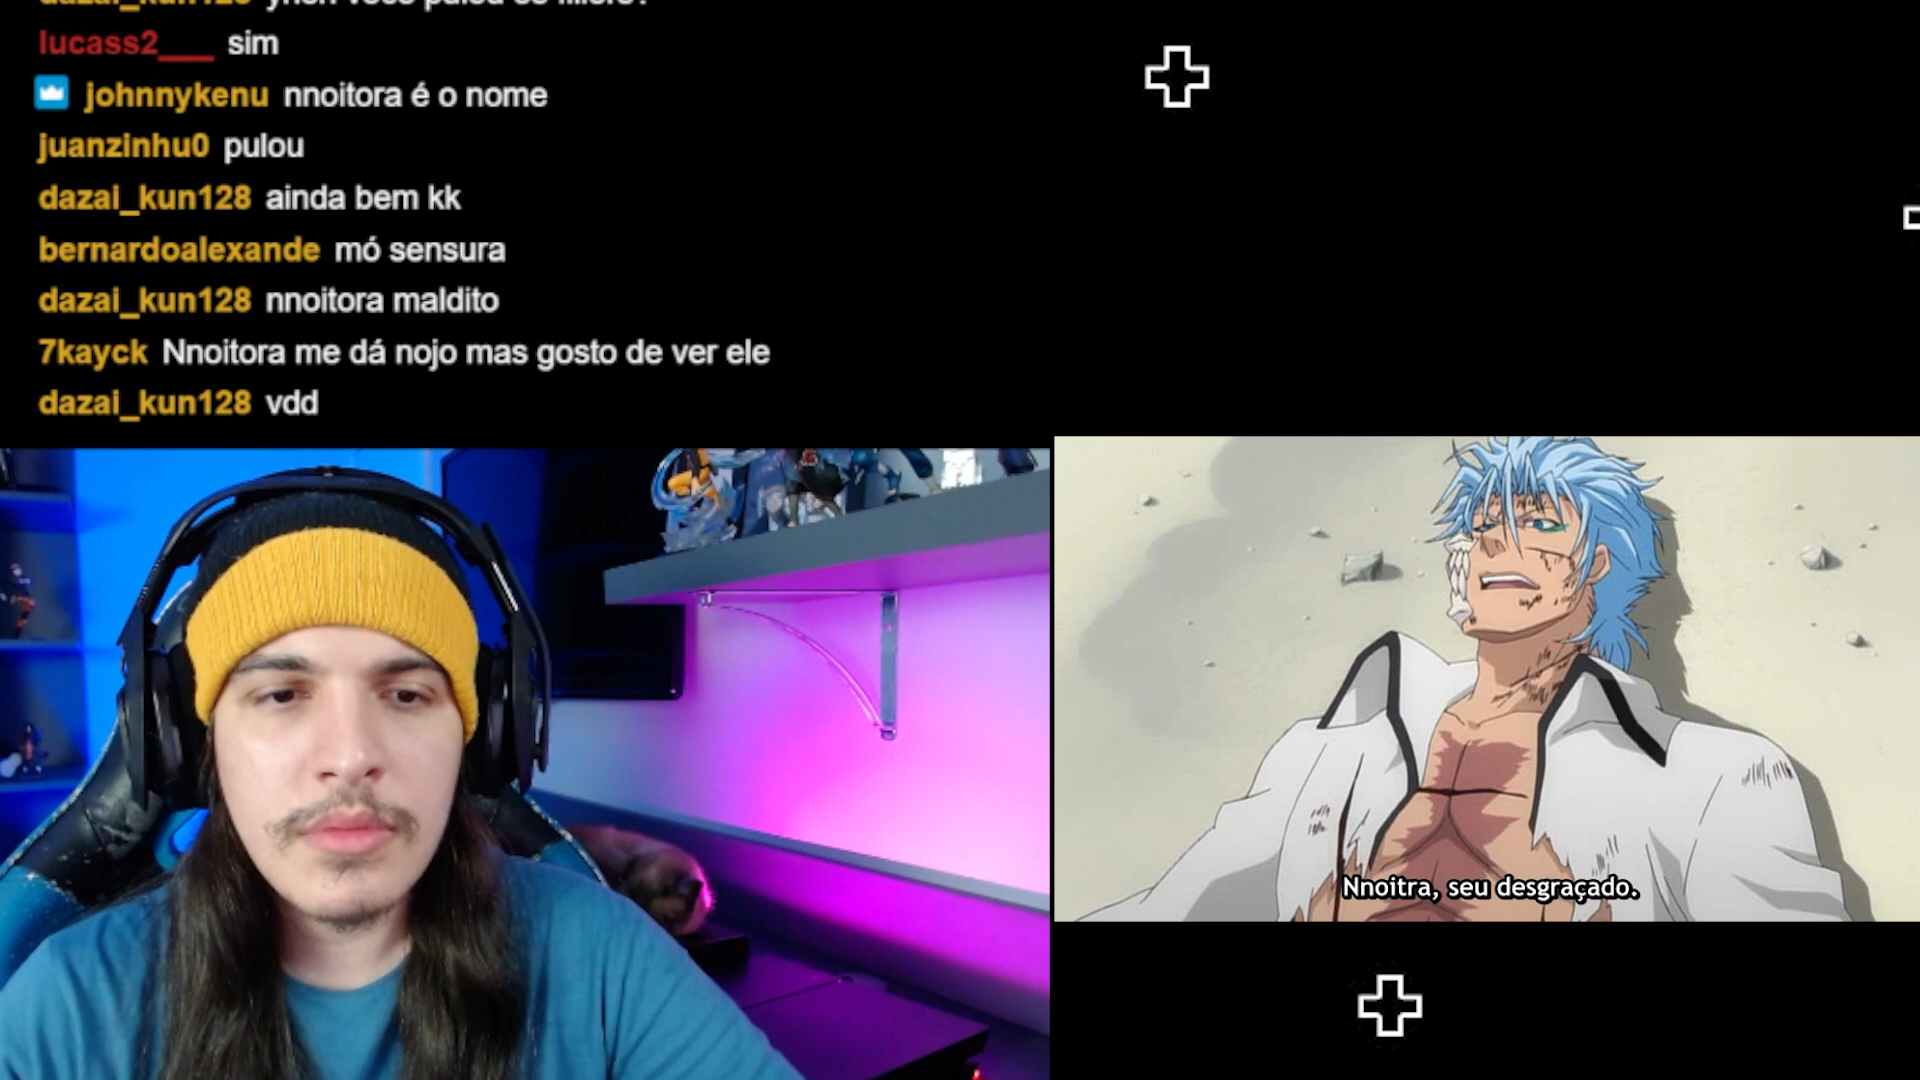 lucass2___ sim
johnnykenu nnoitora é o nome
juanzinhu0 pulou
dazai_kun128 ainda bem kk
bernardoalexande mó sensura
dazai_kun128 nnoitora maldito
7kayck Nnoitora me dá nojo mas gosto de ver ele
dazai_kun128 vdd
Nnoitra, seu desgraçado.